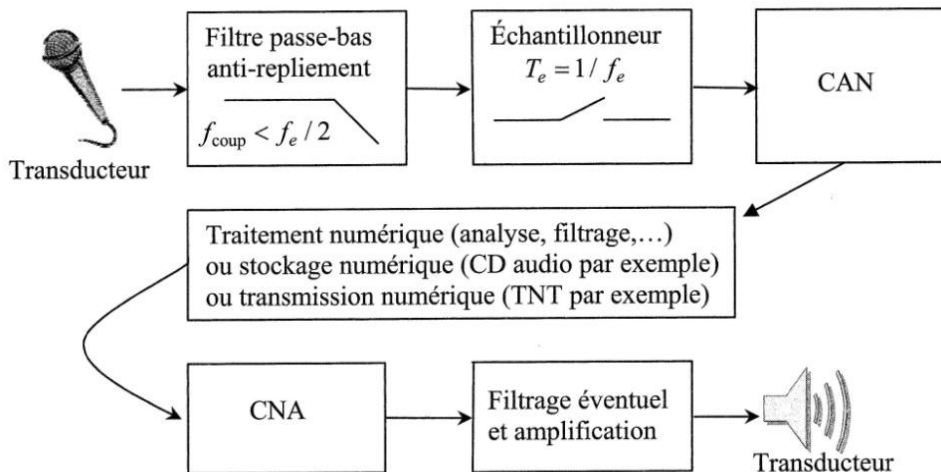 Filtre passe-bas
anti-repliement
f_coup < f_e / 2
Échantillonneur
T_e = 1 / f_e
CAN
Transducteur
Traitement numérique (analyse, filtrage,…)
ou stockage numérique (CD audio par exemple)
ou transmission numérique (TNT par exemple)
CNA
Filtrage éventuel
et amplification
Transducteur